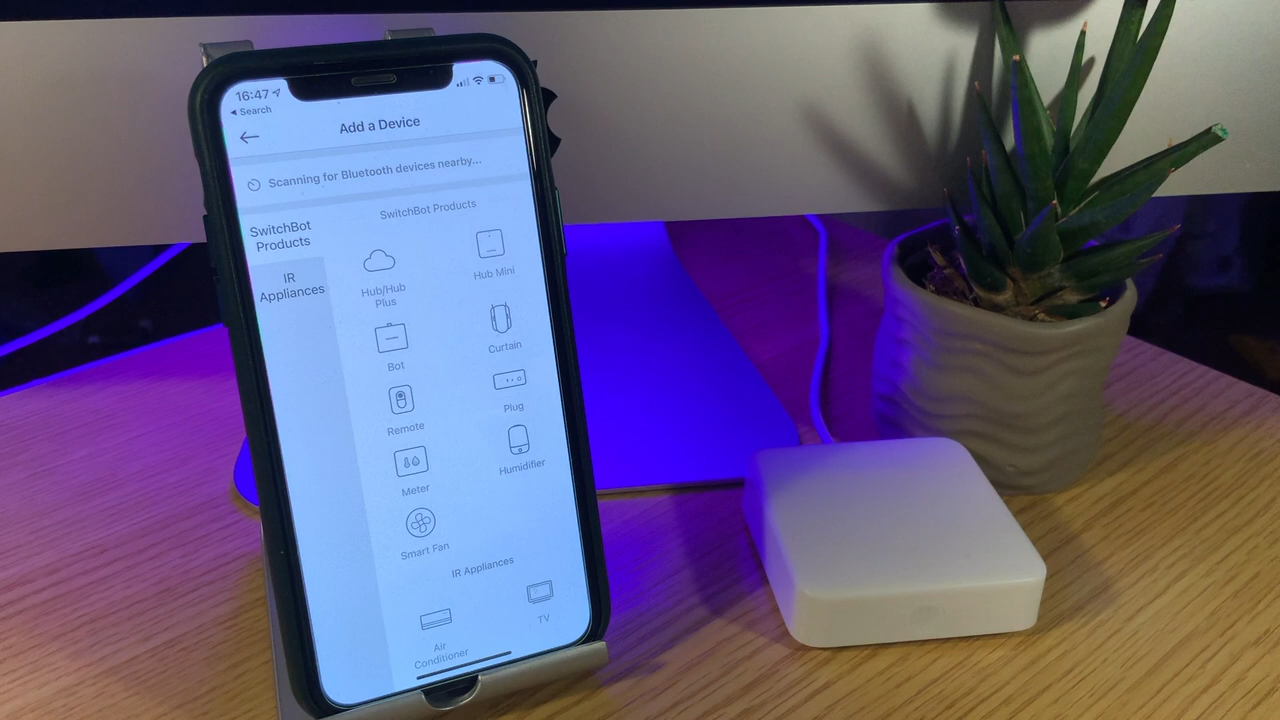 16:47
Search
Add a Device
Scanning for Bluetooth devices nearby...
SwitchBot
Products
IR
Appliances
SwitchBot Products
Hub/Hub
Plus
Hub Mini
Bot
Curtain
Remote
Plug
Meter
Humidifier
Smart Fan
IR Appliances
Air
Conditioner
TV